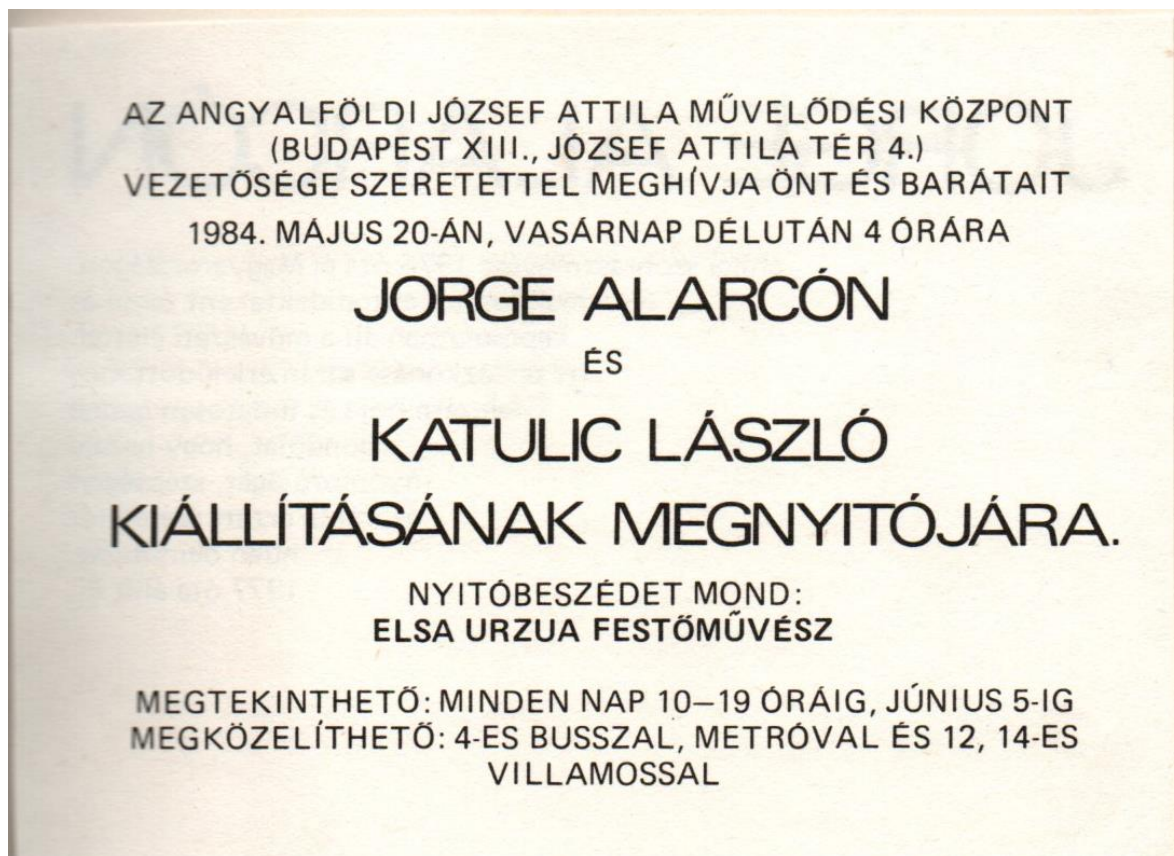 AZ ANGYALFÖLDI JÓZSEF ATTILA MŰVELŐDÉSI KÖZPONT
(BUDAPEST XIII., JÓZSEF ATTILA TÉR 4.)
VEZETŐSÉGE SZERETETTEL MEGHÍVJA ÖNT ÉS BARÁTAIT
1984. MÁJUS 20-ÁN, VASÁRNAP DÉLUTÁN 4 ÓRÁRA
JORGE ALARCÓN
ÉS
KATULIC LÁSZLÓ
KIÁLLÍTÁSÁNAK MEGNYITÓJÁRA.
NYITÓBESZÉDET MOND:
ELSA URZUA FESTŐMŰVÉSZ
MEGTEKINTHETŐ: MINDEN NAP 10–19 ÓRÁIG, JÚNIUS 5-IG
MEGKÖZELÍTHETŐ: 4-ES BUSSZAL, METRÓVAL ÉS 12, 14-ES
VILLAMOSSAL